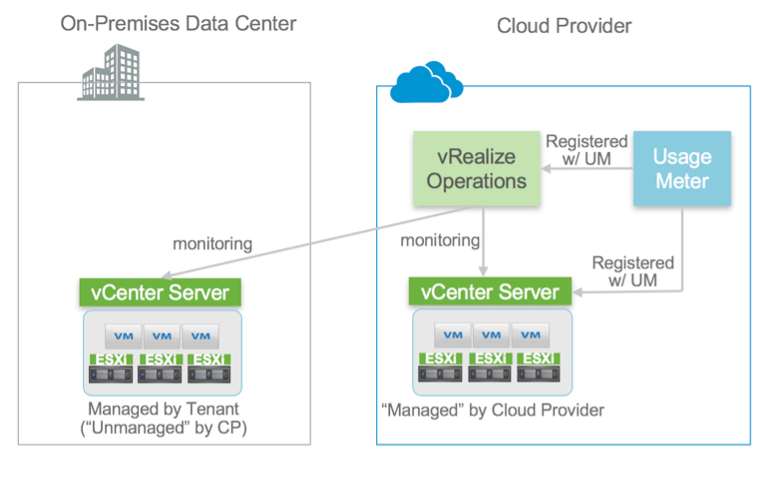 On-Premises Data Center
Cloud Provider
vRealize
Operations
Registered
w/ UM
Usage
Meter
monitoring
monitoring
Registered
w/ UM
vCenter Server
VM VM VM
ESXi ESXi ESXi
Managed by Tenant
(“Unmanaged” by CP)
vCenter Server
VM VM VM
ESXi ESXi ESXi
“Managed” by Cloud Provider